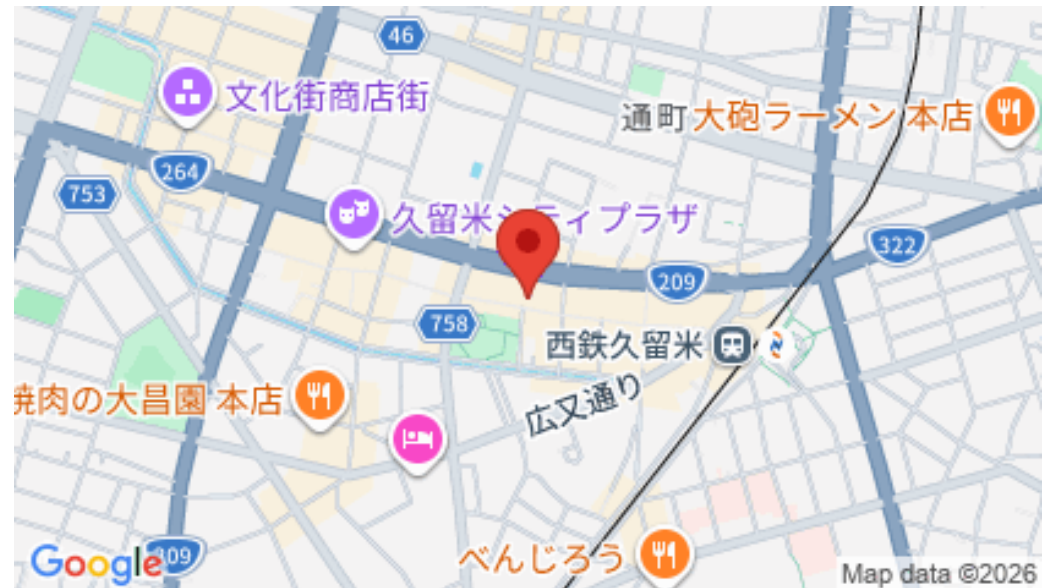 46
文化街商店街
通町
大砲ラーメン 本店
264
753
久留米シティプラザ
322
209
758
西鉄久留米
焼肉の大昌園 本店
広又通り
べんじろう
Google
209
Map data ©2026